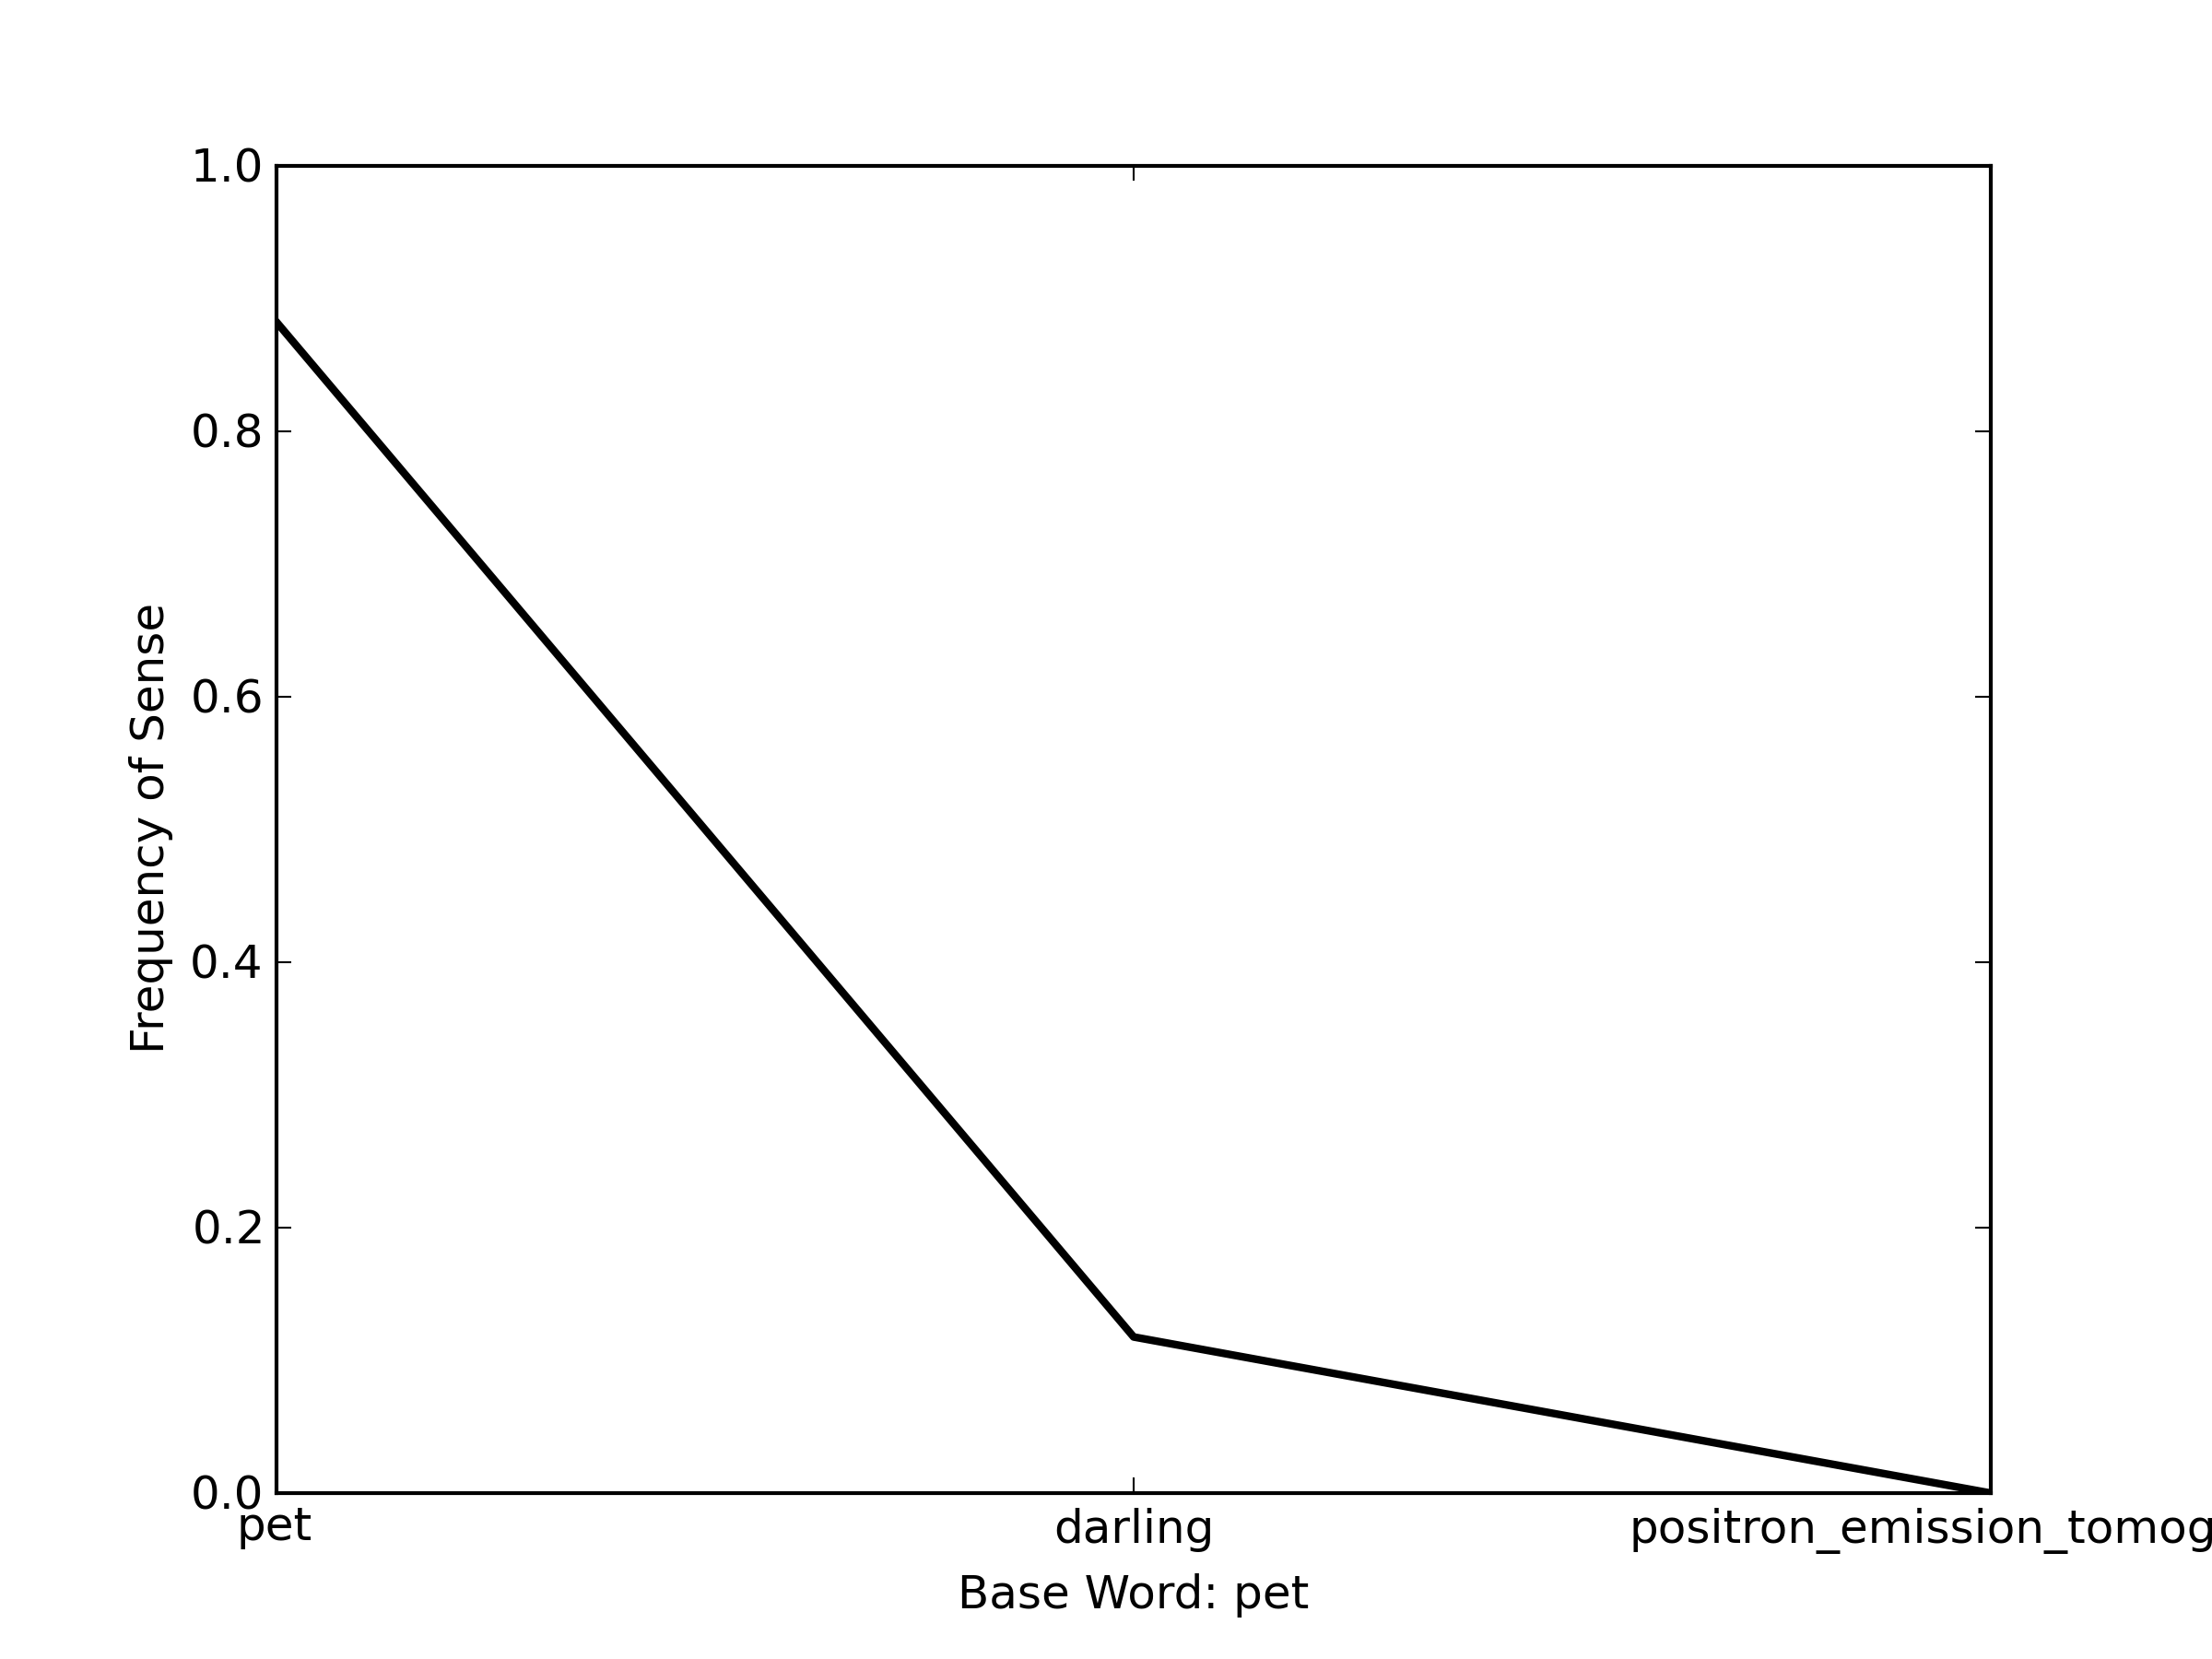 1.0
0.8
0.6
0.4
0.2
0.0
Frequency of Sense
pet
darling
positron_emission_tomog
Base Word: pet